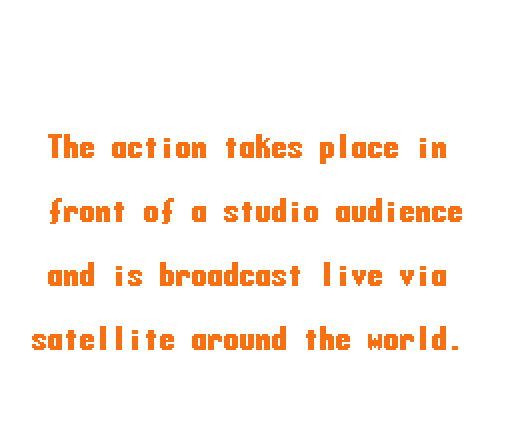 The action takes place in
front of a studio audience
and is broadcast live via
satellite around the world.